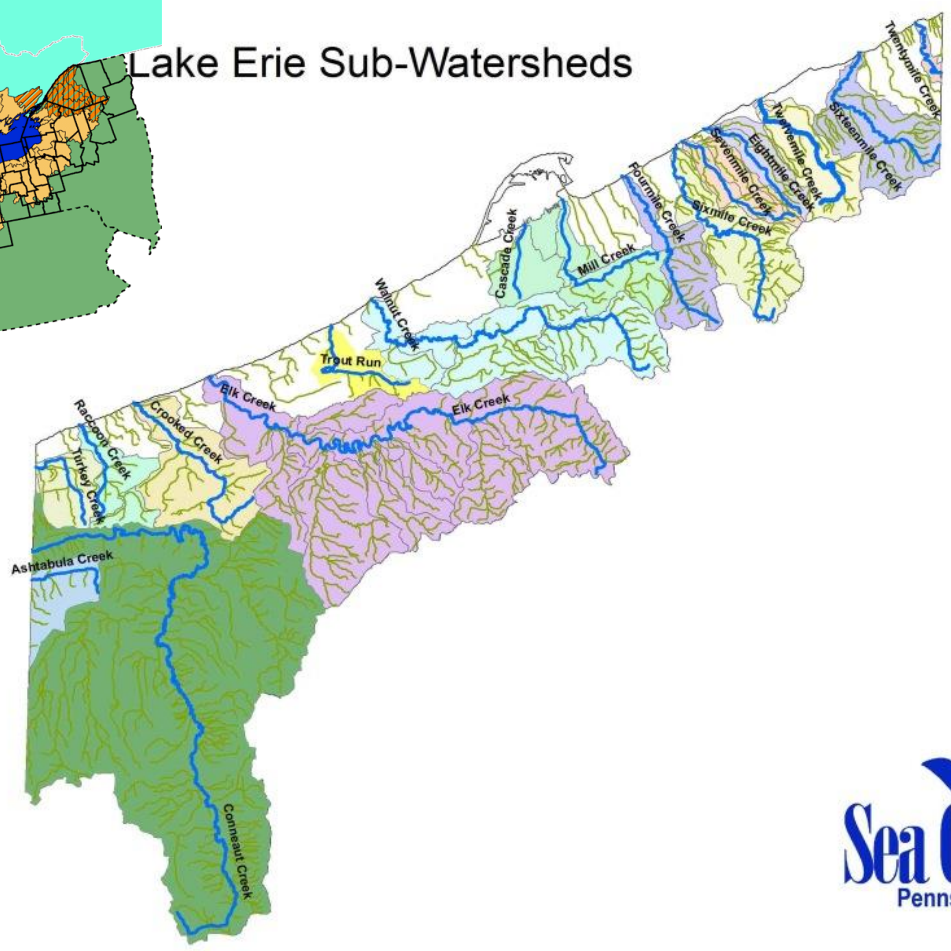 Lake Erie Sub-Watersheds
Twentymile Creek
Sixteenmile Creek
Twelvemile Creek
Eightmile Creek
Sevenmile Creek
Sixmile Creek
Fourmile Creek
Mill Creek
Cascade Creek
Walnut Creek
Trout Run
Elk Creek
Elk Creek
Crooked Creek
Raccoon Creek
Turkey Creek
Ashtabula Creek
Conneaut Creek
Sea
Penns